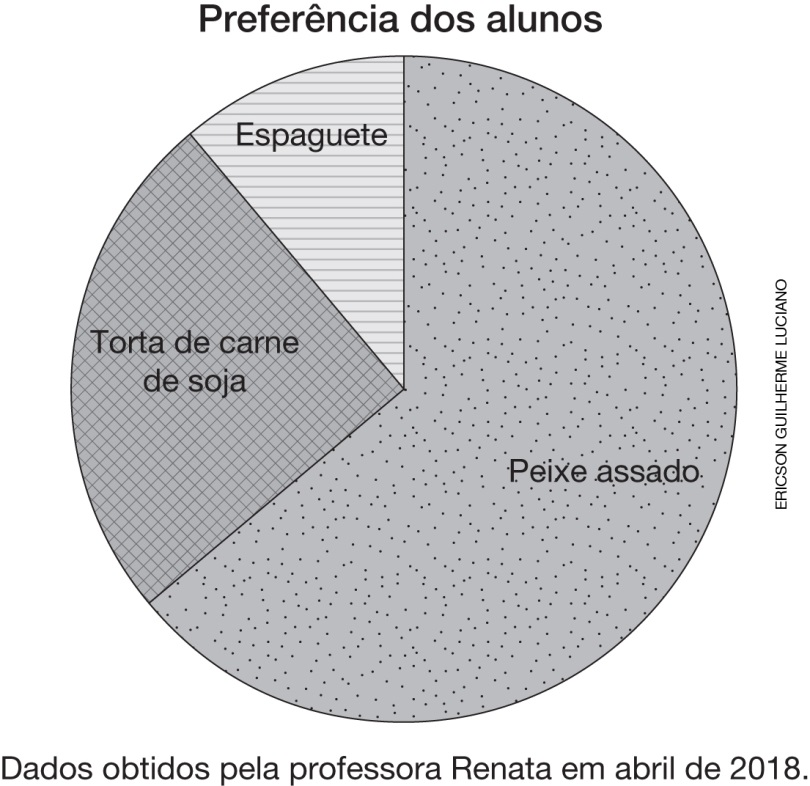 Preferência dos alunos
Espaguete
Torta de carne
de soja
Peixe assado
ERICSON GUILHERME LUCIANO
Dados obtidos pela professora Renata em abril de 2018.